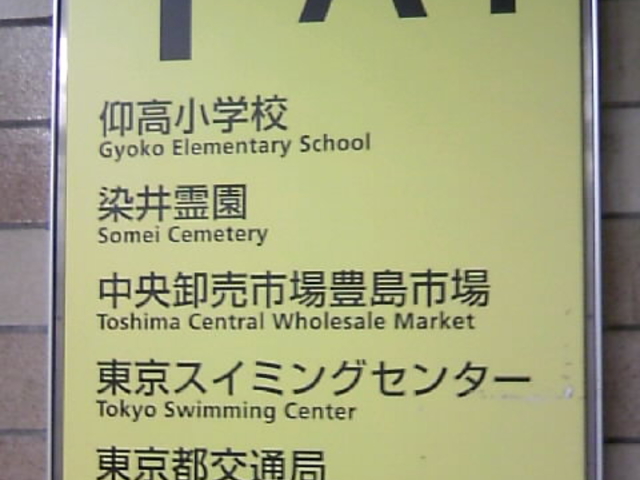 仰高小学校
Gyoko Elementary School
染井霊園
Somei Cemetery
中央卸売市場豊島市場
Toshima Central Wholesale Market
東京スイミングセンター
Tokyo Swimming Center
東京都交通局